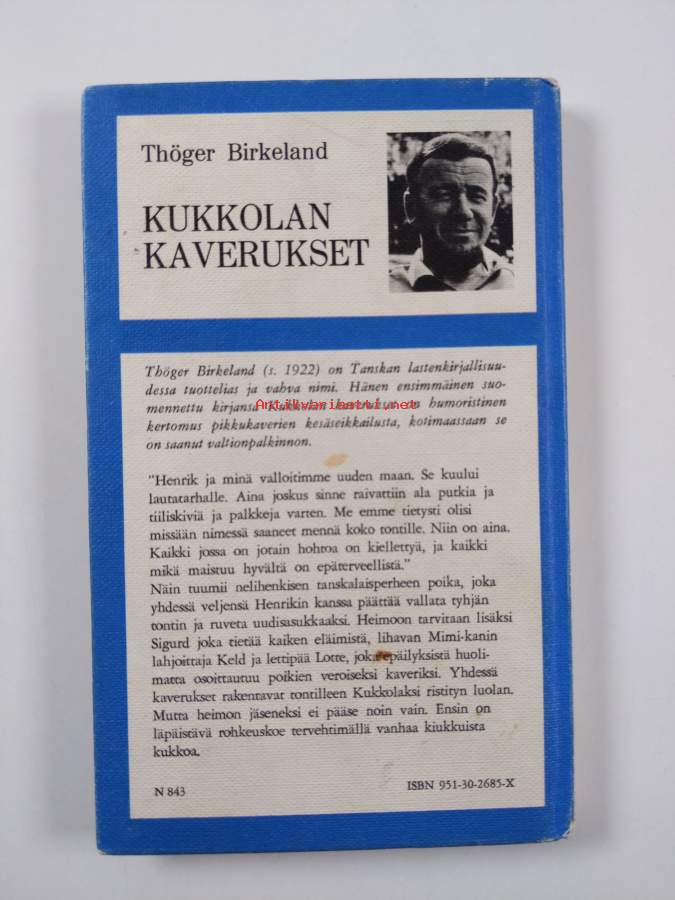 Thöger Birkeland
KUKKOLAN
KAVERUKSET
Thöger Birkeland (s. 1922) on Tanskan lastenkirjallisuu-
dessa tuottelias ja vahva nimi. Hänen ensimmäinen suo-
mennettu kirjansa Kukkolan kaverukset on humoristinen
Antikvariaatti.net
kertomus pikkukaverien kesäseikkailusta, kotimaassaan se
on saanut valtionpalkinnon.
"Henrik ja minä valloitimme uuden maan. Se kuului
lautatarhalle. Aina joskus sinne raivattiin ala putkia ja
tiiliskiviä ja palkkeja varten. Me emme tietysti olisi
missään nimessä saaneet mennä koko tontille. Niin on aina.
Kaikki jossa on jotain hohtoa on kiellettyä, ja kaikki
mikä maistuu hyvältä on epäterveellistä."
Näin tuumii nelihenkisen tanskalaisperheen poika, joka
yhdessä veljensä Henrikin kanssa päättää vallata tyhjän
tontin ja ruveta uudisasukkaaksi. Heimoon tarvitaan lisäksi
Sigurd joka tietää kaiken eläimistä, lihavan Mimi-kanin
lahjoittaja Keld ja lettipää Lotte, joka epäilyksistä huoli-
matta osoittautuu poikien veroiseksi kaveriksi. Yhdessä
kaverukset rakentavat tontilleen Kukkolaksi ristityn luolan.
Mutta heimon jäseneksi ei pääse noin vain. Ensin on
läpäistävä rohkeuskoe tervehtimällä vanhaa kiukkuista
kukkoa.
N 843
ISBN 951-30-2685-X